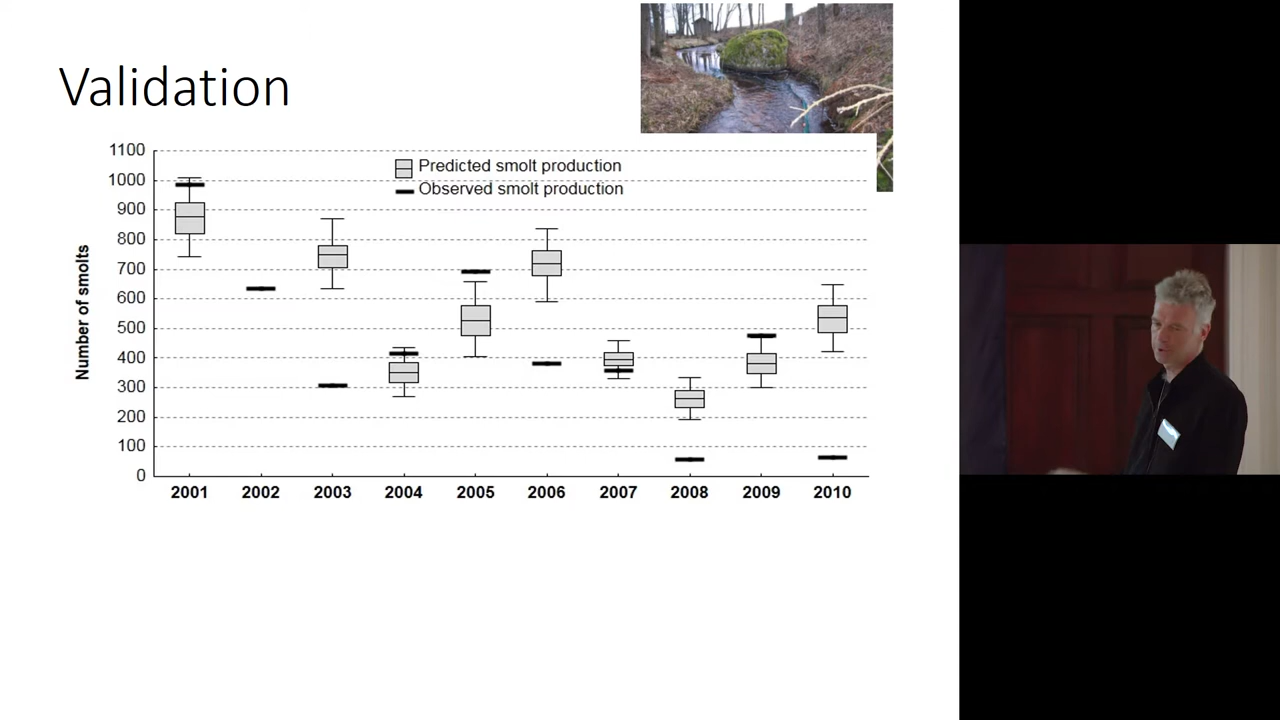 Validation
Predicted smolt production
Observed smolt production
Number of smolts
1100
1000
900
800
700
600
500
400
300
200
100
0
2001 2002 2003 2004 2005 2006 2007 2008 2009 2010